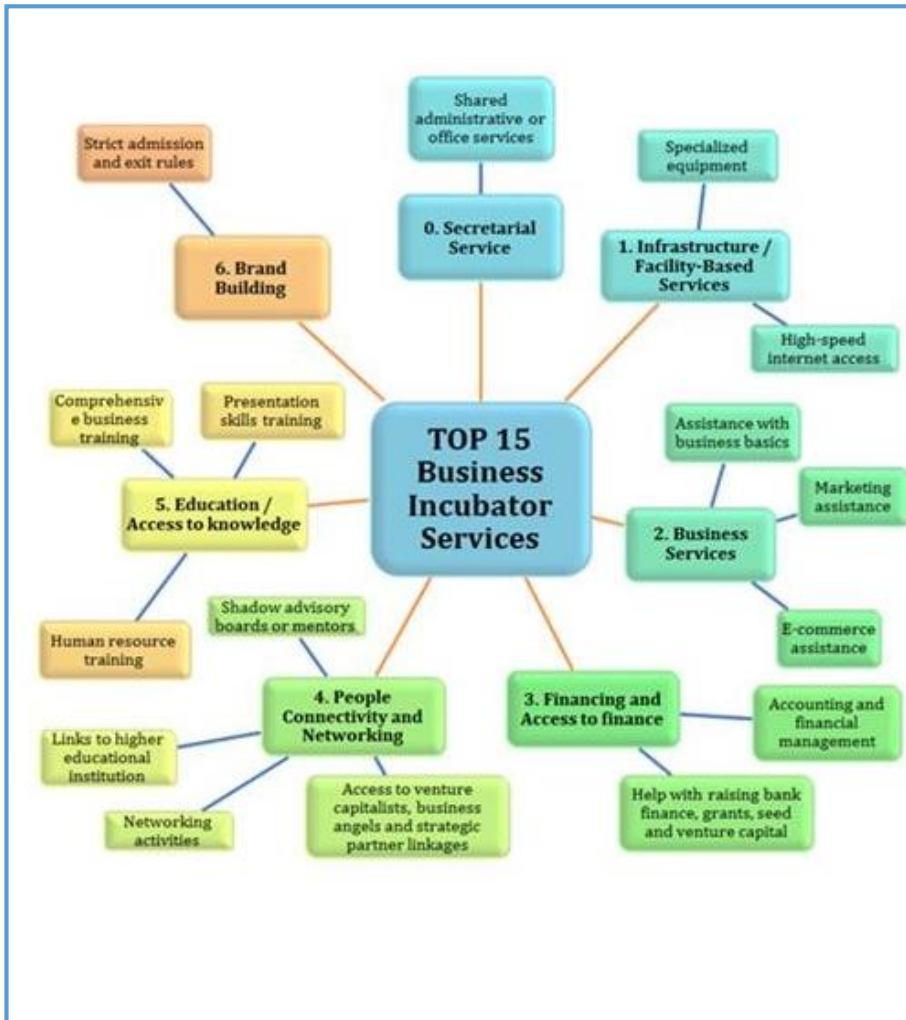 Shared
administrative or
office services
Strict admission
and exit rules
Specialized
equipment
0. Secretarial
Service
1. Infrastructure /
Facility-Based
Services
6. Brand
Building
High-speed
internet access
Comprehensiv
e business
training
Presentation
skills training
TOP 15
Business
Incubator
Services
Assistance with
business basics
Marketing
assistance
5. Education /
Access to knowledge
2. Business
Services
Shadow advisory
boards or mentors
E-commerce
assistance
Human resource
training
4. People
Connectivity and
Networking
3. Financing and
Access to finance
Accounting and
financial
management
Links to higher
educational
institution
Networking
activities
Access to venture
capitalists, business
angels and strategic
partner linkages
Help with raising bank
finance, grants, seed
and venture capital